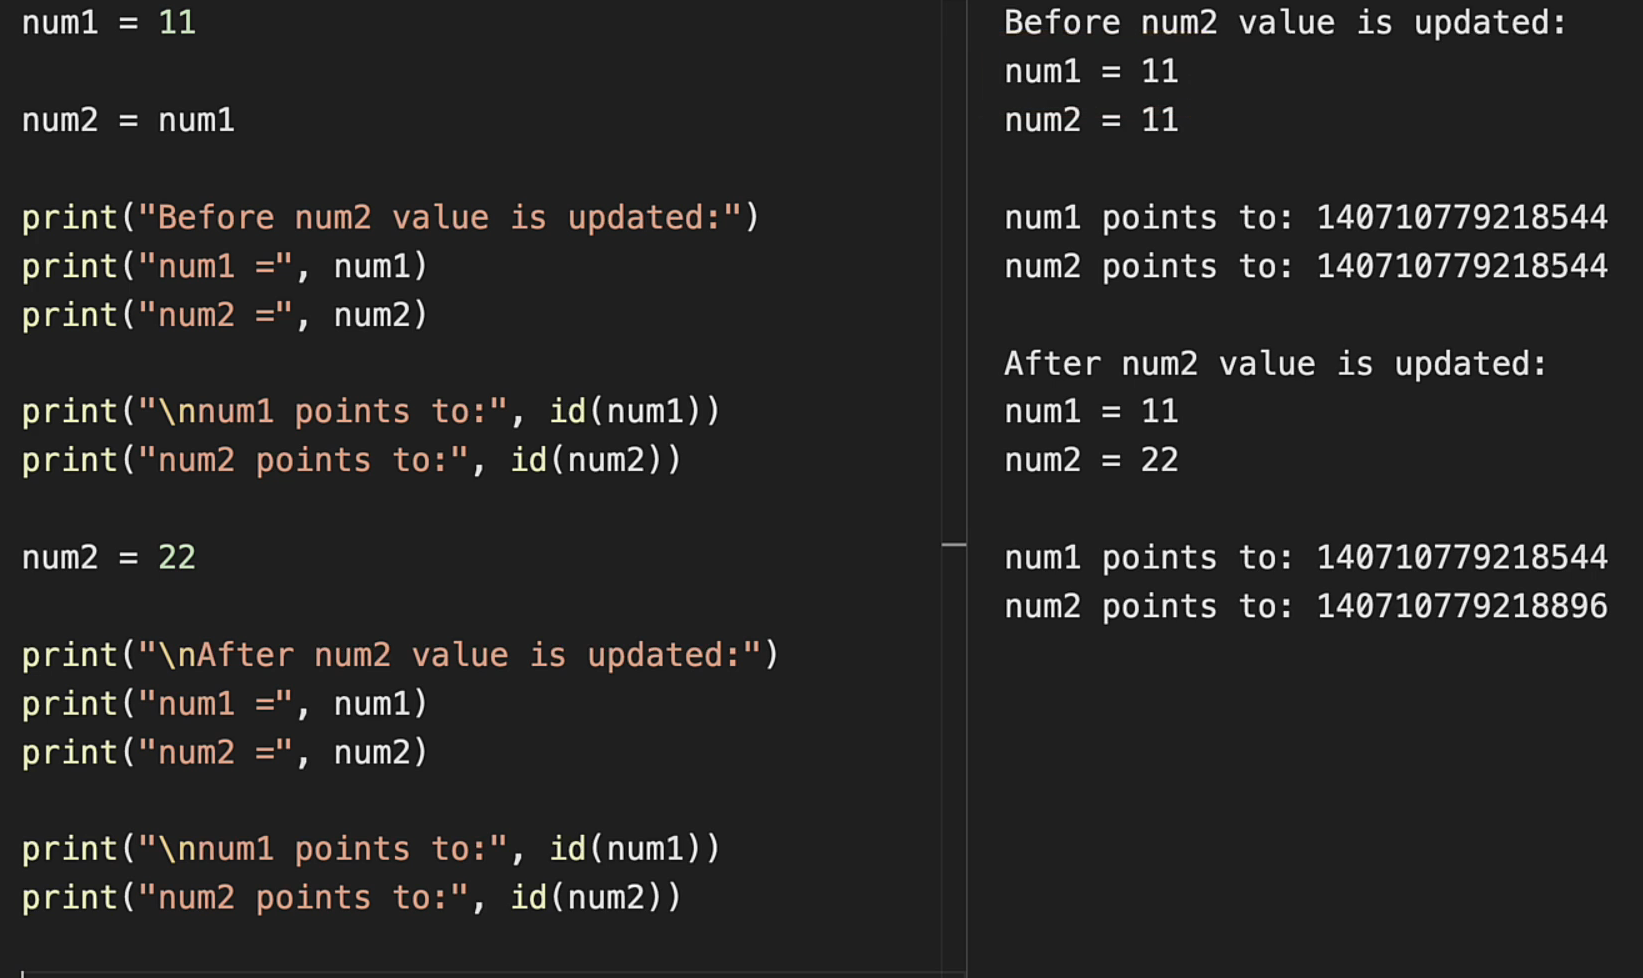 num1 = 11
num2 = num1
print("Before num2 value is updated:")
print("num1 =", num1)
print("num2 =", num2)
print("\nnum1 points to:", id(num1))
print("num2 points to:", id(num2))
num2 = 22
print("\nAfter num2 value is updated:")
print("num1 =", num1)
print("num2 =", num2)
print("\nnum1 points to:", id(num1))
print("num2 points to:", id(num2))
Before num2 value is updated:
num1 = 11
num2 = 11
num1 points to: 140710779218544
num2 points to: 140710779218544
After num2 value is updated:
num1 = 11
num2 = 22
num1 points to: 140710779218544
num2 points to: 140710779218896